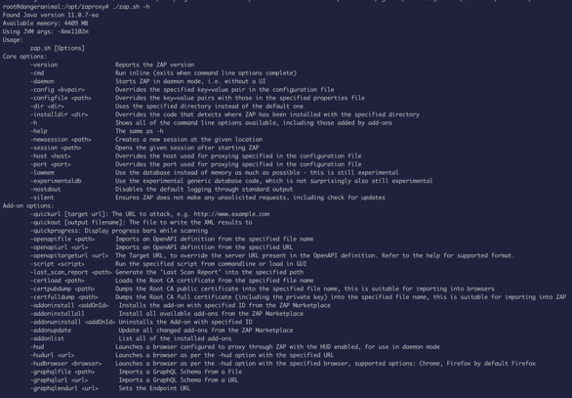 root@dangeranimal:/opt/zaproxy# ./zap.sh -h
Found Java version 11.0.7-ea
Available memory: 4409 MB
Using JVM args: -Xmx1102m
Usage:
zap.sh [Options]
Core options:
-version Reports the ZAP version
-cmd Run inline (exits when command line options complete)
-daemon Starts ZAP in daemon mode, i.e. without a UI
-config <kvpair> Overrides the specified key=value pair in the configuration file
-configfile <path> Overrides the key=value pairs with those in the specified properties file
-dir <dir> Uses the specified directory instead of the default one
-installdir <dir> Overrides the code that detects where ZAP has been installed with the specified directory
-h Shows all of the command line options available, including those added by add-ons
-help The same as -h
-newsession <path> Creates a new session at the given location
-session <path> Opens the given session after starting ZAP
-host <host> Overrides the host used for proxying specified in the configuration file
-port <port> Overrides the port used for proxying specified in the configuration file
-lowmem Use the database instead of memory as much as possible - this is still experimental
-experimentaldb Use the experimental generic database code, which is not surprisingly also still experimental
-nostdout Disables the default logging through standard output
-silent Ensures ZAP does not make any unsolicited requests, including check for updates
Add-on options:
-quickurl [target url]: The URL to attack, e.g. http://www.example.com
-quickout [output filename]: The file to write the XML results to
-quickprogress: Display progress bars while scanning
-openapifile <path> Imports an OpenAPI definition from the specified file name
-openapiurl <url> Imports an OpenAPI definition from the specified URL
-openapitargeturl <url> The Target URL, to override the server URL present in the OpenAPI definition. Refer to the help for supported format.
-script <script> Run the specified script from commandline or load in GUI
-last_scan_report <path> Generate the 'Last Scan Report' into the specified path
-certload <path> Loads the Root CA certificate from the specified file name
-certpubdump <path> Dumps the Root CA public certificate into the specified file name, this is suitable for importing into browsers
-certfulldump <path> Dumps the Root CA full certificate (including the private key) into the specified file name, this is suitable for importing into ZAP
-addoninstall <addOnId> Installs the add-on with specified ID from the ZAP Marketplace
-addoninstallall Install all available add-ons from the ZAP Marketplace
-addonuninstall <addOnId> Uninstalls the Add-on with specified ID
-addonupdate Update all changed add-ons from the ZAP Marketplace
-addonlist List all of the installed add-ons
-hud Launches a browser configured to proxy through ZAP with the HUD enabled, for use in daemon mode
-hudurl <url> Launches a browser as per the -hud option with the specified URL
-hudbrowser <browser> Launches a browser as per the -hud option with the specified browser, supported options: Chrome, Firefox by default Firefox
-graphqlfile <path> Imports a GraphQL Schema from a File
-graphqlurl <url> Imports a GraphQL Schema from a URL
-graphqlendurl <url> Sets the Endpoint URL